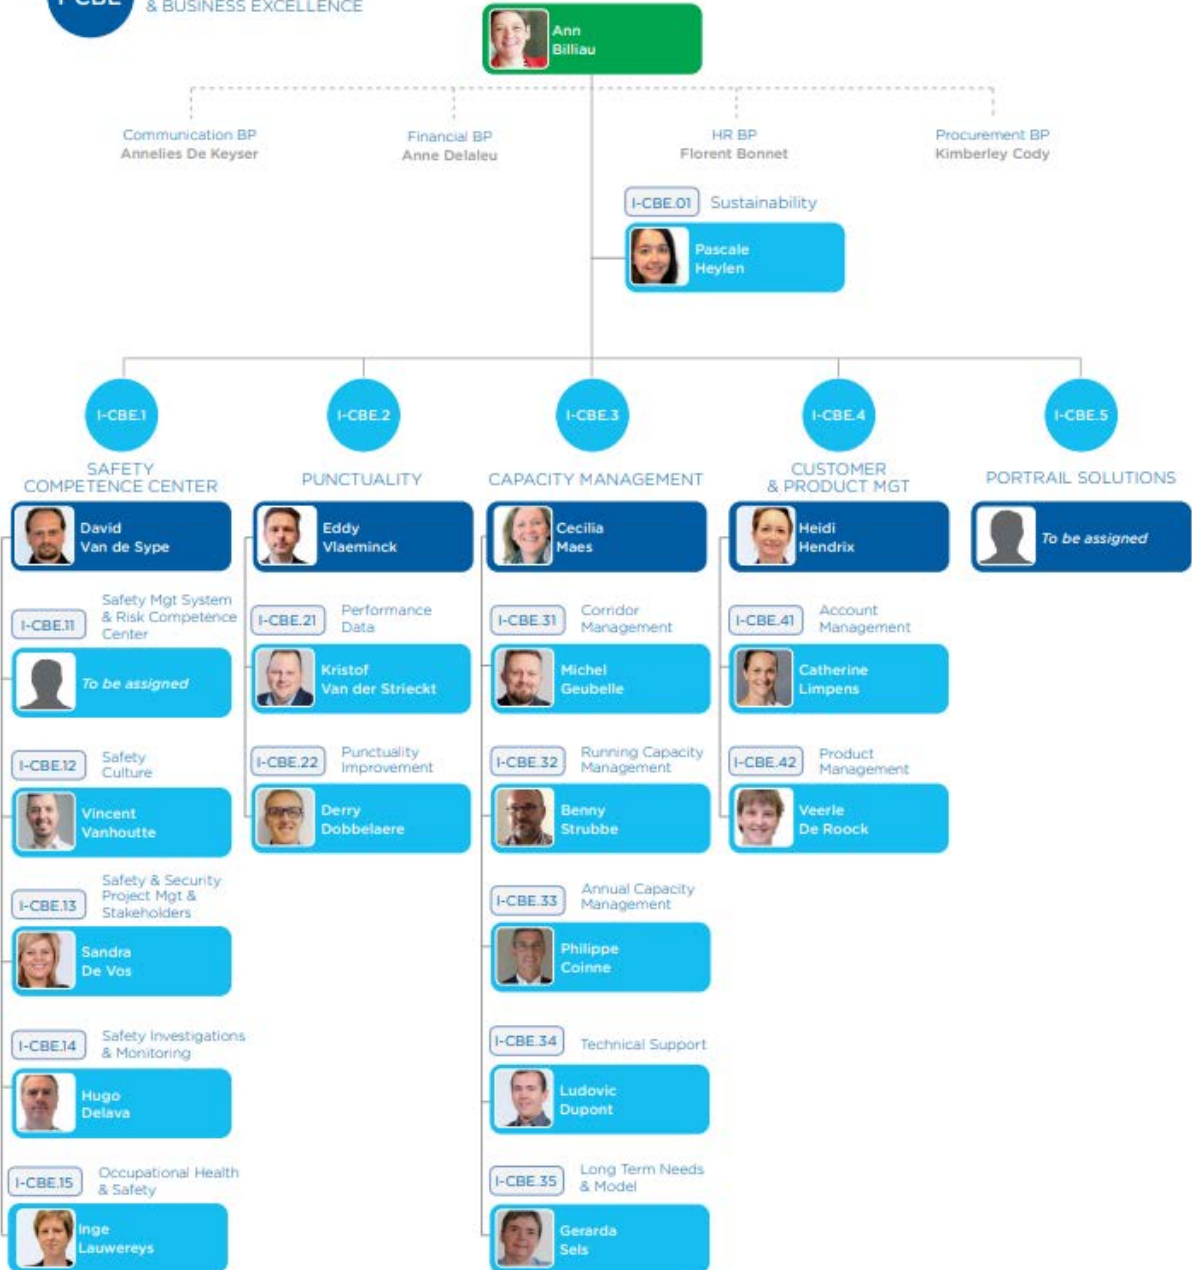 I-CBE
& BUSINESS EXCELLENCE
Ann
Billiau
Communication BP
Annelies De Keyser
Financial BP
Anne Delaleu
HR BP
Florent Bonnet
Procurement BP
Kimberley Cody
I-CBE.01 Sustainability
Pascale
Heylen
I-CBE.1
SAFETY
COMPETENCE CENTER
David
Van de Sype
I-CBE.11
Safety Mgt System
& Risk Competence
Center
To be assigned
I-CBE.12
Safety
Culture
Vincent
Vanhoutte
I-CBE.13
Safety & Security
Project Mgt &
Stakeholders
Sandra
De Vos
I-CBE.14
Safety Investigations
& Monitoring
Hugo
Delava
I-CBE.15
Occupational Health
& Safety
Inge
Lauwereys
I-CBE.2
PUNCTUALITY
Eddy
Vlaeminck
I-CBE.21
Performance
Data
Kristof
Van der Strieckt
I-CBE.22
Punctuality
Improvement
Derry
Dobbelaere
I-CBE.3
CAPACITY MANAGEMENT
Cecilia
Maes
I-CBE.31
Corridor
Management
Michel
Geubelle
I-CBE.32
Running Capacity
Management
Benny
Strubbe
I-CBE.33
Annual Capacity
Management
Philippe
Coinne
I-CBE.34
Technical Support
Ludovic
Dupont
I-CBE.35
Long Term Needs
& Model
Gerarda
Sels
I-CBE.4
CUSTOMER
& PRODUCT MGT
Heidi
Hendrix
I-CBE.41
Account
Management
Catherine
Limpens
I-CBE.42
Product
Management
Veerle
De Roock
I-CBE.5
PORTRAIL SOLUTIONS
To be assigned